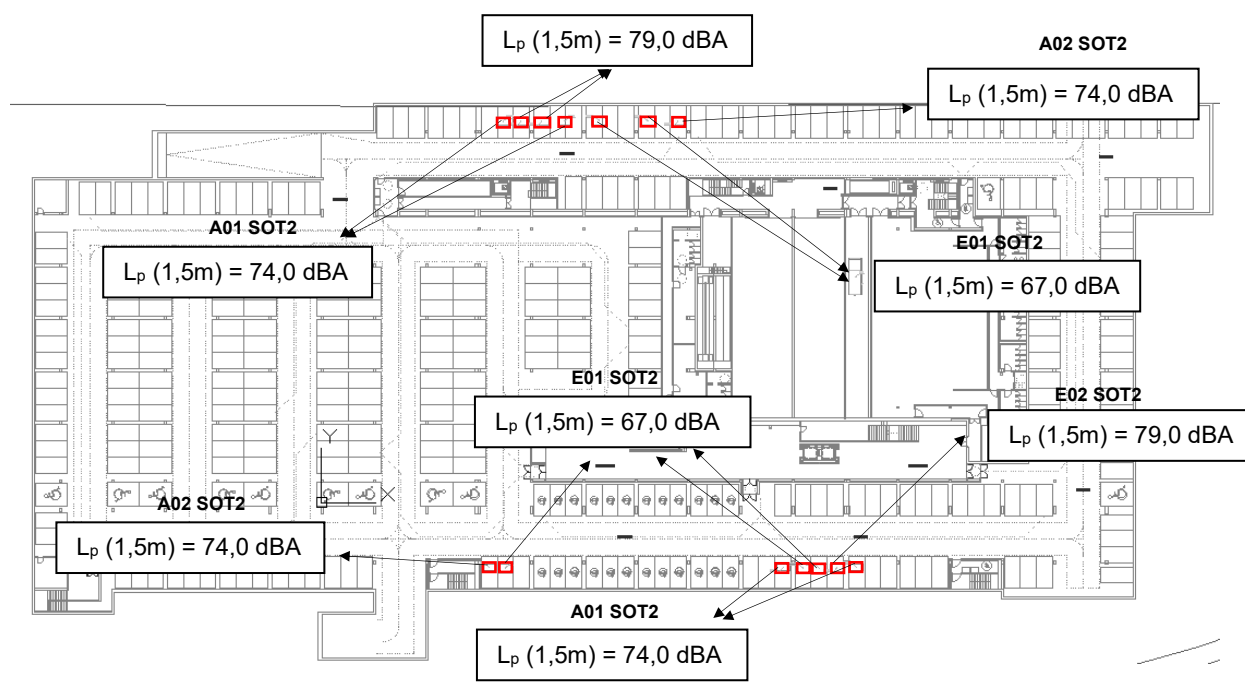 Lp (1,5m) = 79,0 dBA
A02 SOT2
Lp (1,5m) = 74,0 dBA
A01 SOT2
Lp (1,5m) = 74,0 dBA
E01 SOT2
Lp (1,5m) = 67,0 dBA
E01 SOT2
Lp (1,5m) = 67,0 dBA
E02 SOT2
Lp (1,5m) = 79,0 dBA
Y
X
A02 SOT2
Lp (1,5m) = 74,0 dBA
A01 SOT2
Lp (1,5m) = 74,0 dBA